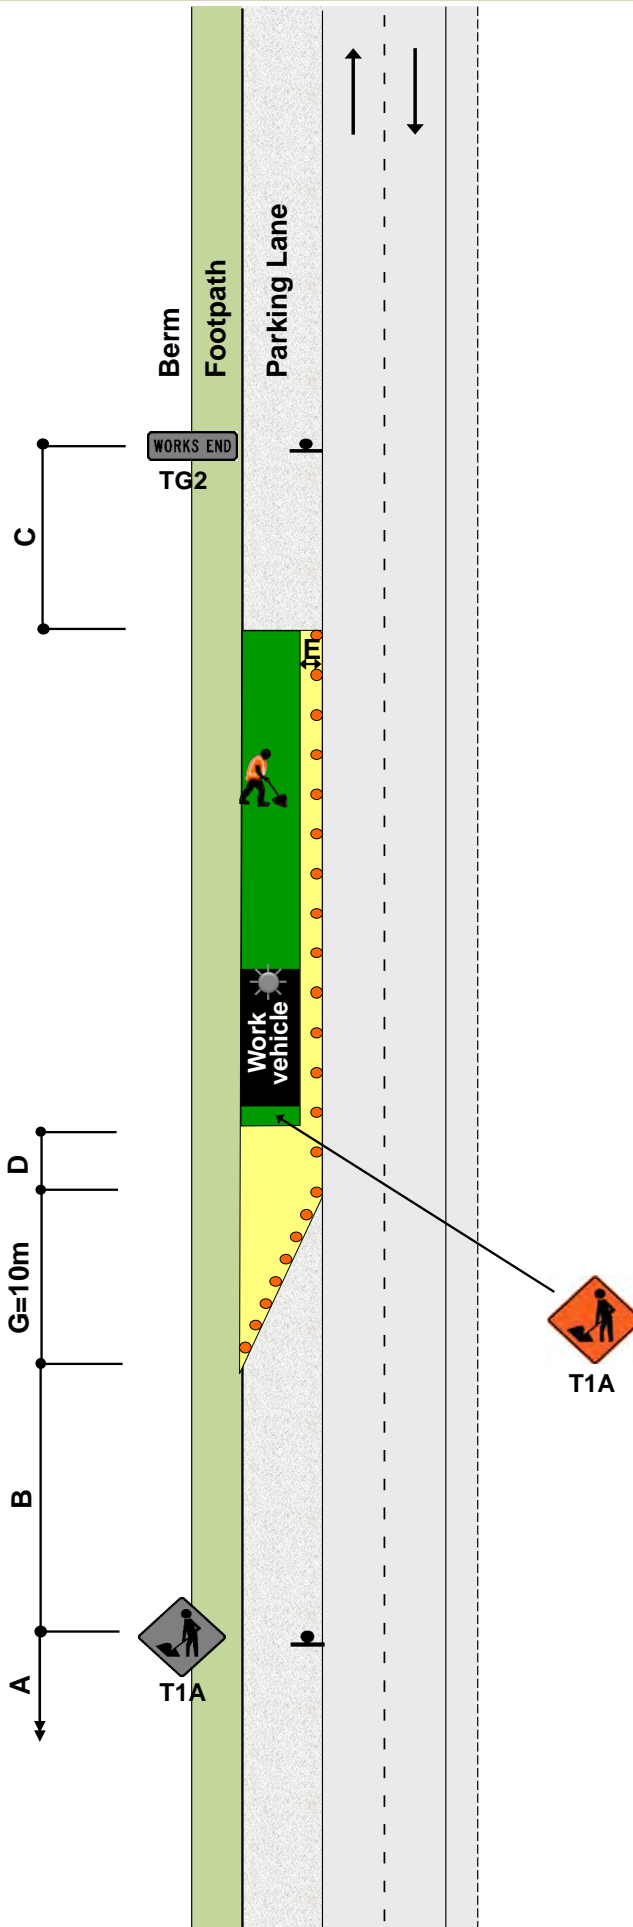 Berm
Footpath
Parking Lane
WORKS END
TG2
C
E
Work
vehicle
D
G=10m
T1A
B
A
T1A